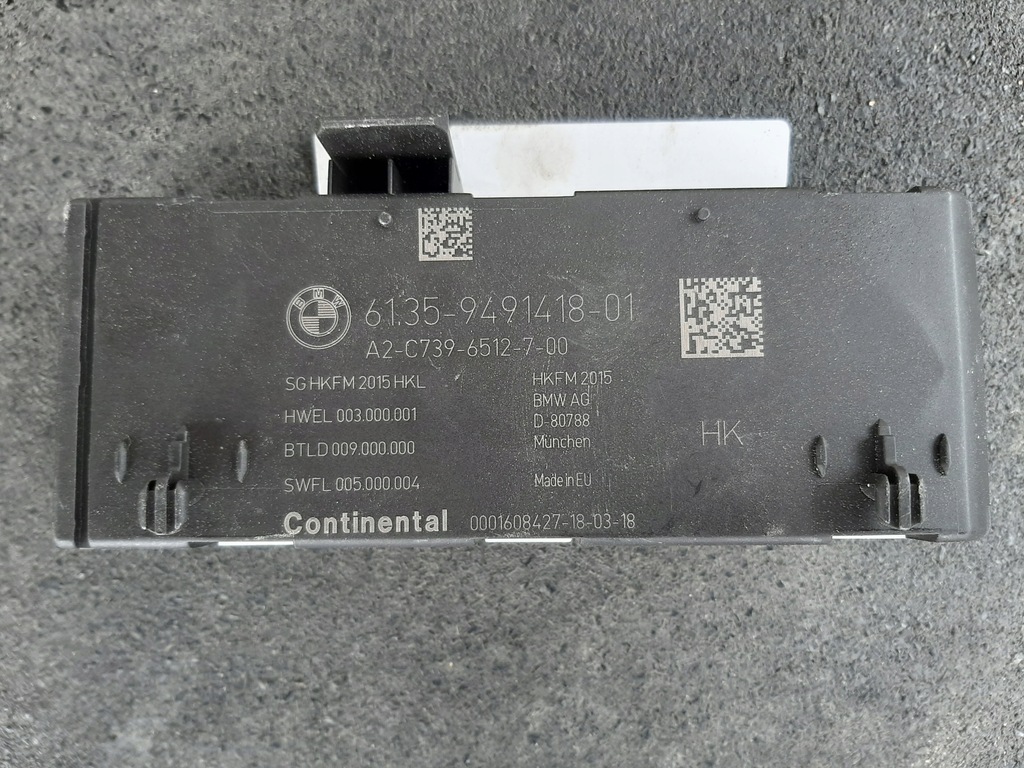 BMW
61.35-9491418-01
A2-C739-6512-7-00
SG HKFM 2015 HKL
HWEL 003.000.001
BTLD 009.000.000
SWFL 005.000.004
HKFM 2015
BMW AG
D-80788
München
Made in EU
HK
Continental
0001608427-18-03-18